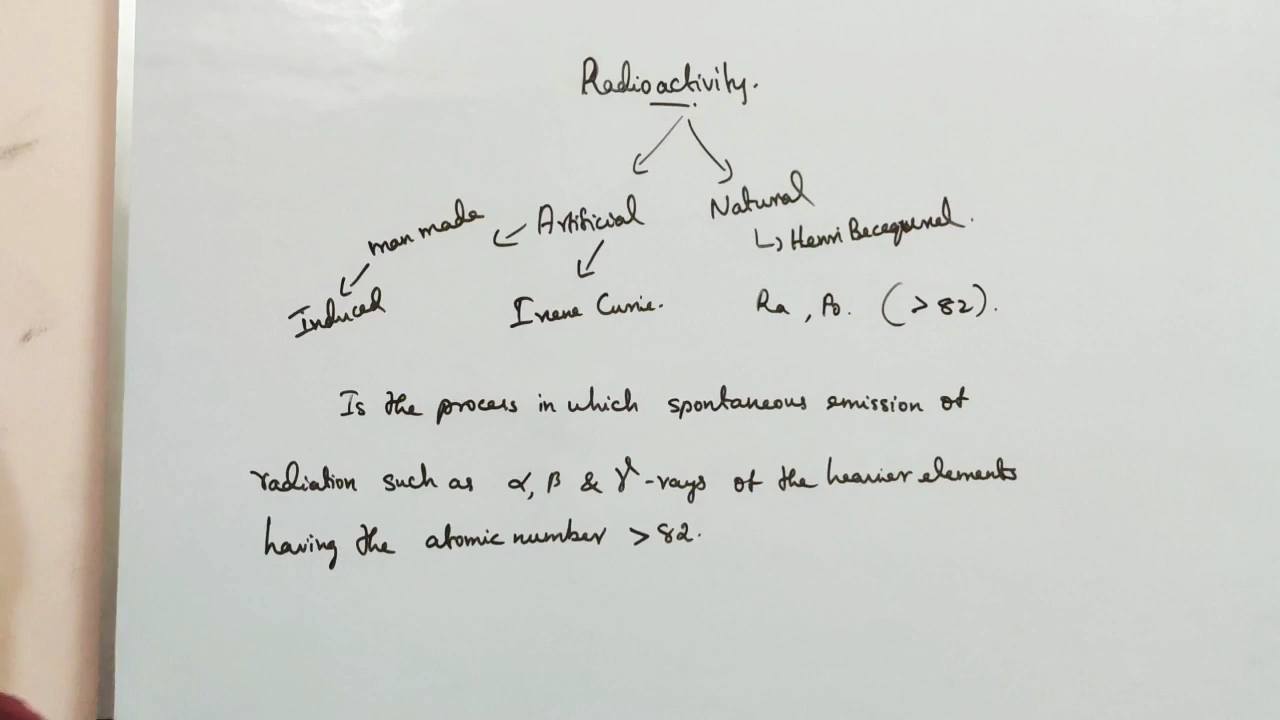 Radioactivity.
Artificial
Natural
man made
Henri Becequerel.
Induced
Irene Curie.
Ra, Po. (>82).
Is the process in which spontaneous emission of
radiation such as α, β & γ-rays of the heavier elements
having the atomic number > 82.